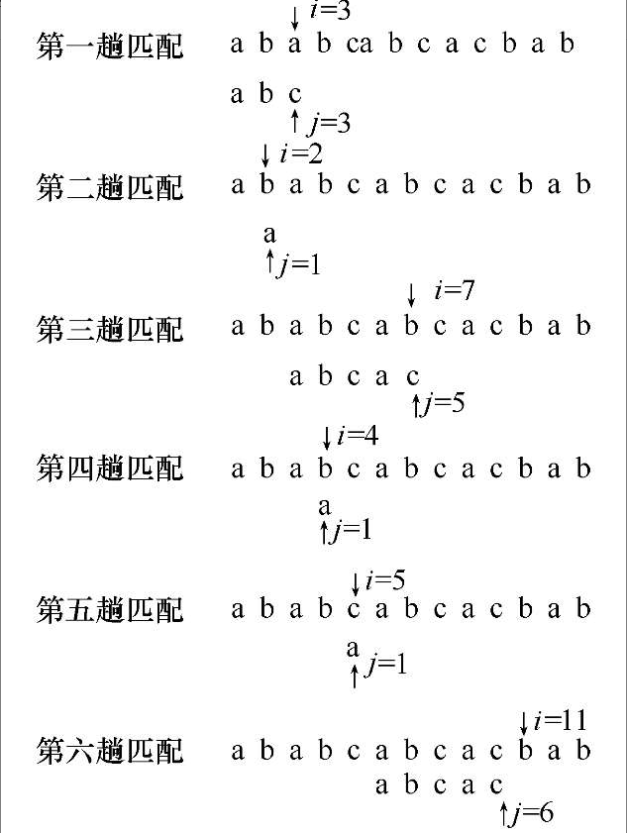 ↓ i=3
第一趟匹配 a b a b ca b c a c b a b
a b c
↑ j=3
↓ i=2
第二趟匹配 a b a b c a b c a c b a b
a
↑j=1
↓ i=7
第三趟匹配 a b a b c a b c a c b a b
a b c a c
↑j=5
↓i=4
第四趟匹配 a b a b c a b c a c b a b
a
↑j=1
↓i=5
第五趟匹配 a b a b c a b c a c b a b
a
↑j=1
↓i=11
第六趟匹配 a b a b c a b c a c b a b
a b c a c
↑j=6